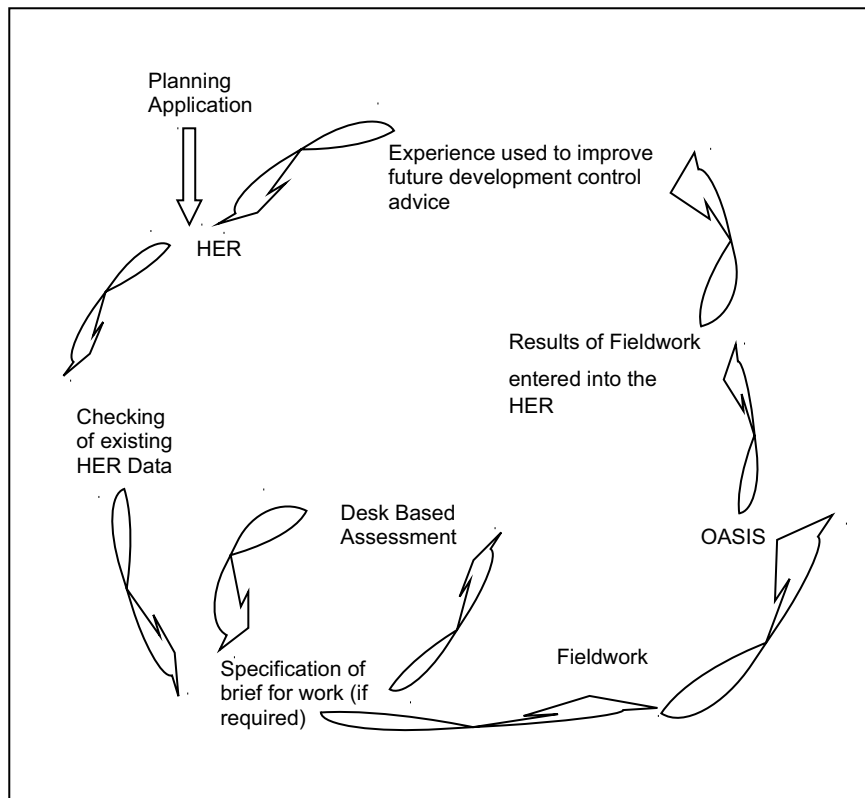 Planning
Application
Experience used to improve
future development control
advice
HER
Results of Fieldwork
entered into the
HER
Checking
of existing
HER Data
Desk Based
Assessment
OASIS
Specification of
brief for work (if
required)
Fieldwork